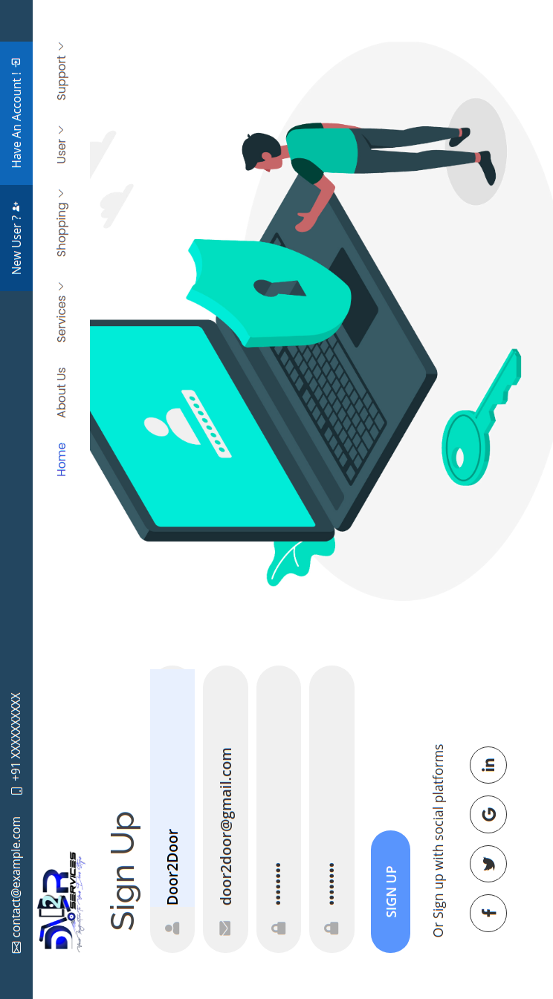 contact@example.com +91 XXXXXXXXXX New User ? Have An Account !
D2R
SERVICES
Home About Us Services Shopping User Support
Sign Up
Door2Door
door2door@gmail.com
••••••••
••••••••
SIGN UP
Or Sign up with social platforms